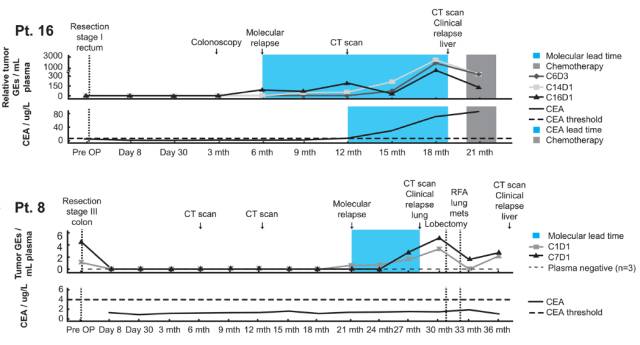 Pt. 16
Resection
stage I
rectum
Colonoscopy
Molecular
relapse
CT scan
CT scan
Clinical
relapse
liver
Relative tumor
GEs / mL
plasma
3000
1000
300
150
0
Molecular lead time
Chemotherapy
C6D3
C14D1
C16D1
CEA / ug/L
80
40
0
CEA
CEA threshold
CEA lead time
Chemotherapy
Pre OP Day 8 Day 30 3 mth 6 mth 9 mth 12 mth 15 mth 18 mth 21 mth
Pt. 8
Resection
stage III
colon
CT scan
CT scan
Molecular
relapse
CT scan
Clinical
relapse
lung
Lobectomy
RFA
lung
mets
CT scan
Clinical
relapse
liver
Tumor GEs /
mL plasma
6
4
2
0
Molecular lead time
C1D1
C7D1
Plasma negative (n=3)
CEA / ug/L
6
4
2
0
CEA
CEA threshold
Pre OP Day 8 Day 30 3 mth 6 mth 9 mth 12 mth 15 mth 18 mth 21 mth 24 mth 27 mth 30 mth 33 mth 36 mth